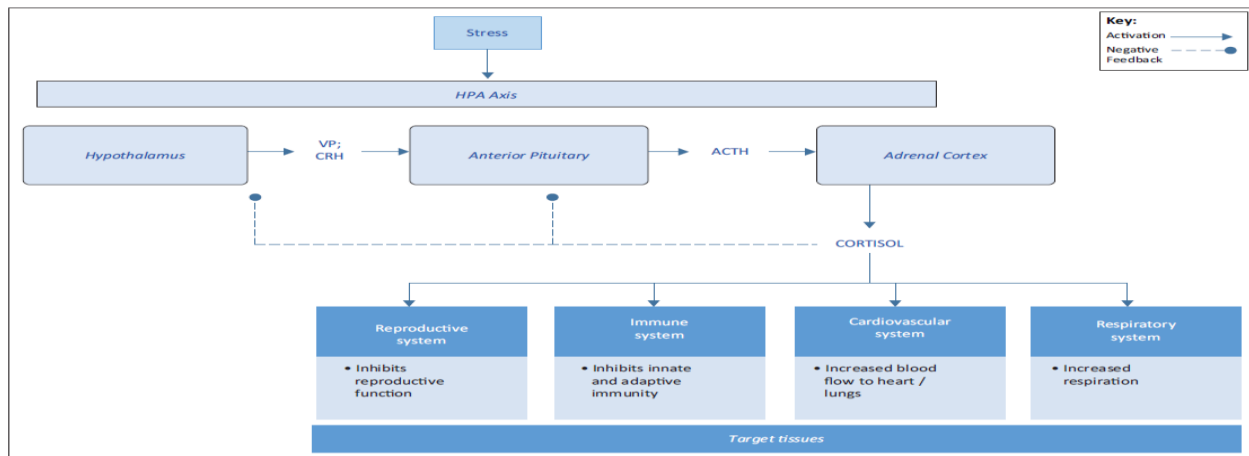 Stress
Key:
Activation
Negative
Feedback
HPA Axis
Hypothalamus
VP;
CRH
Anterior Pituitary
ACTH
Adrenal Cortex
CORTISOL
Reproductive
system
• Inhibits
reproductive
function
Immune
system
• Inhibits innate
and adaptive
immunity
Cardiovascular
system
• Increased blood
flow to heart /
lungs
Respiratory
system
• Increased
respiration
Target tissues